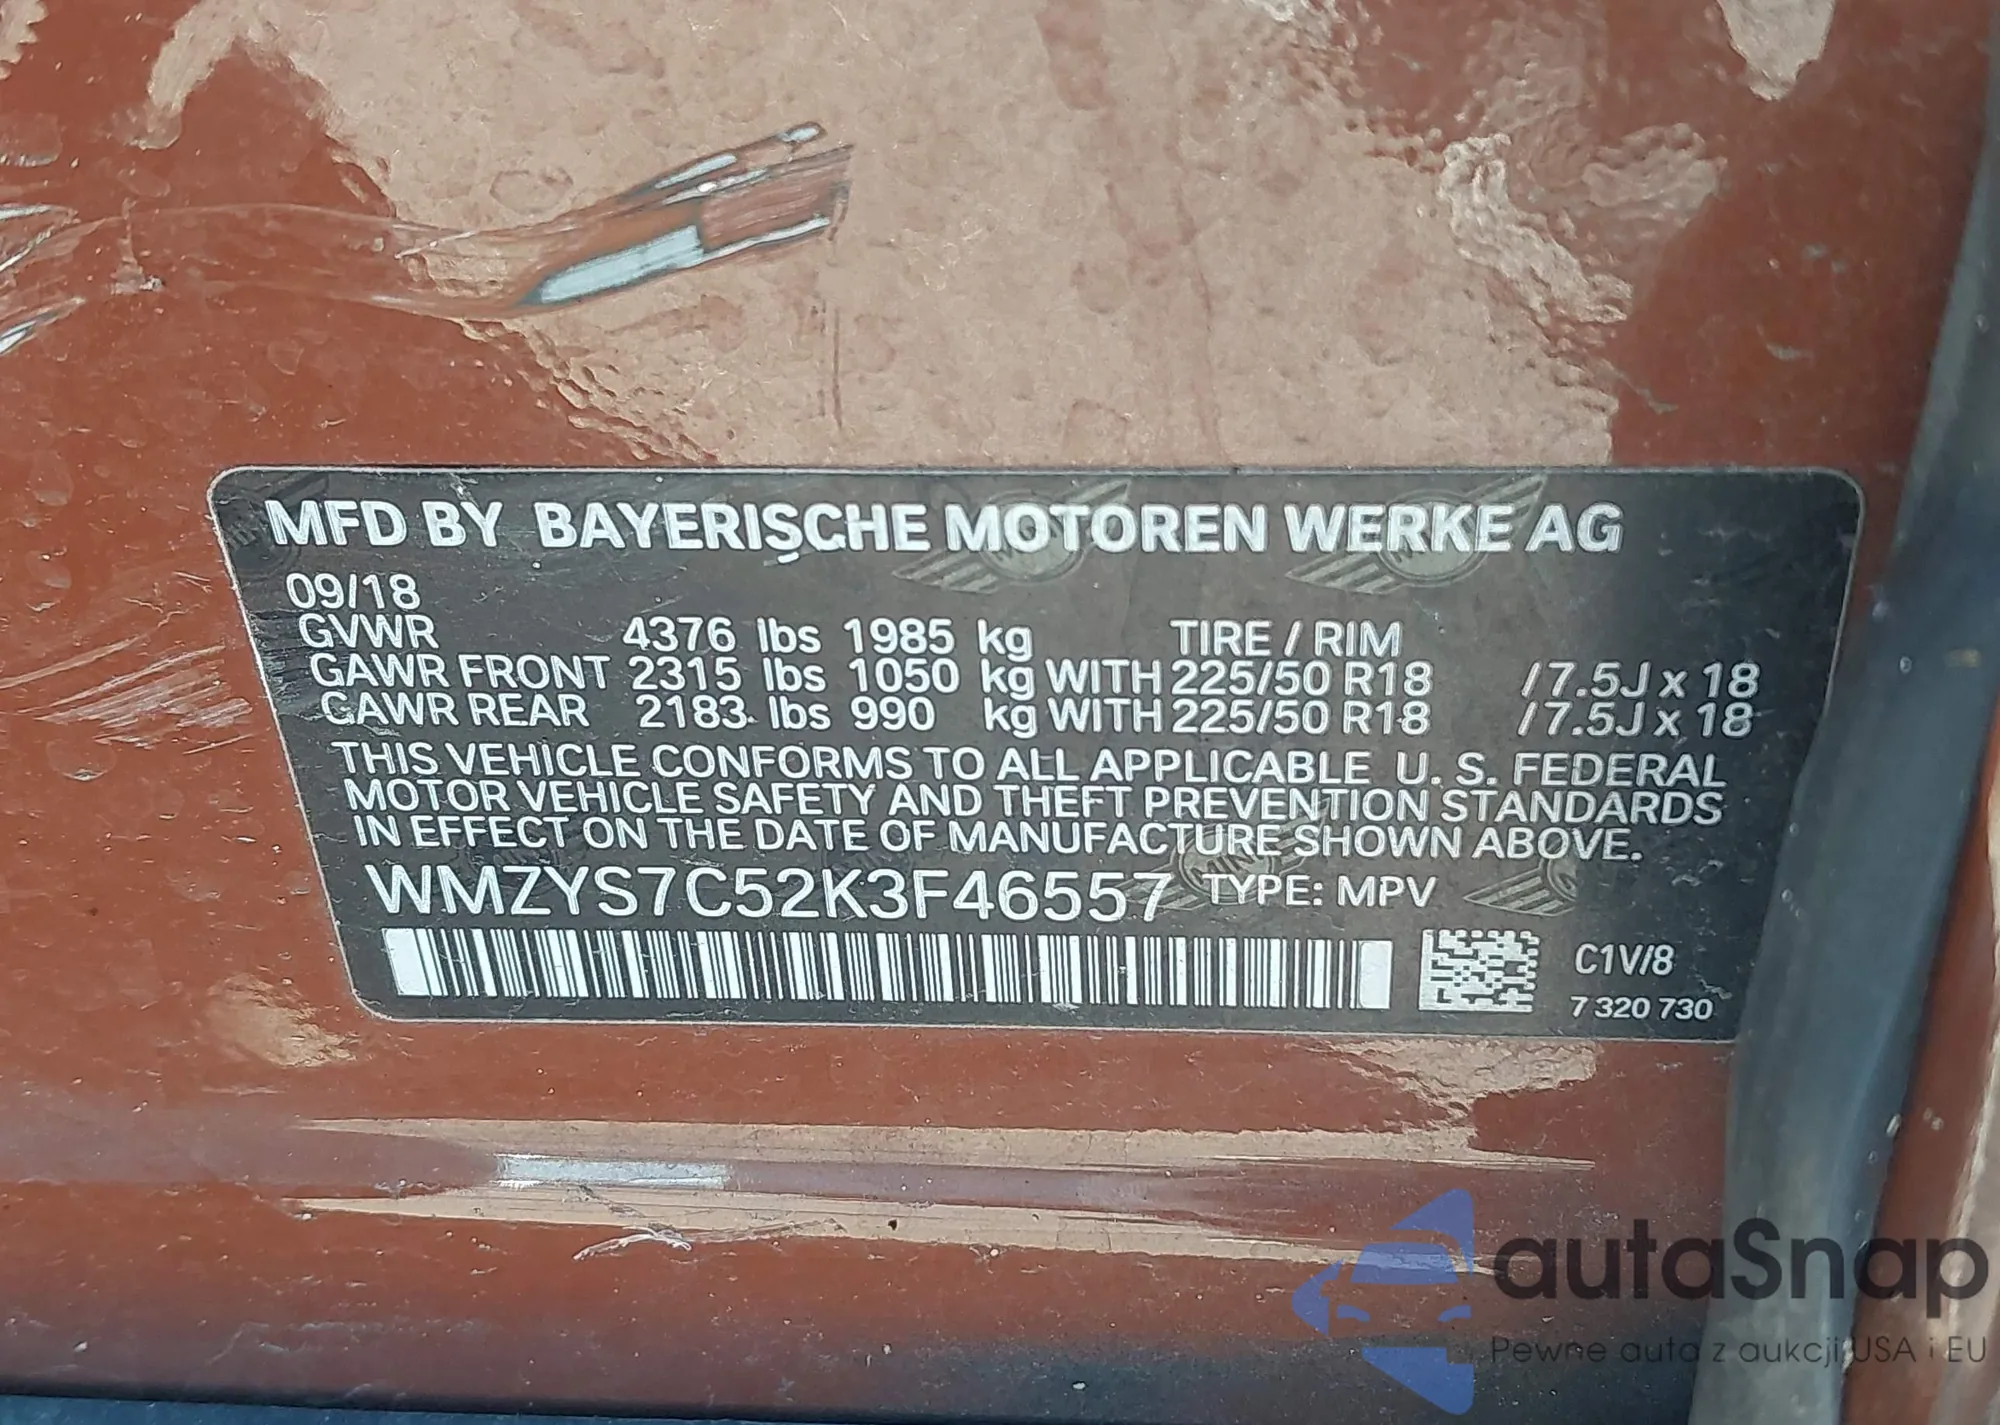 MFD BY BAYERISCHE MOTOREN WERKE AG
09/18
GVWR 4376 lbs 1985 kg TIRE / RIM
GAWR FRONT 2315 lbs 1050 kg WITH 225/50 R18 / 7.5J x 18
GAWR REAR 2183 lbs 990 kg WITH 225/50 R18 / 7.5J x 18
THIS VEHICLE CONFORMS TO ALL APPLICABLE U. S. FEDERAL
MOTOR VEHICLE SAFETY AND THEFT PREVENTION STANDARDS
IN EFFECT ON THE DATE OF MANUFACTURE SHOWN ABOVE.
WMZYS7C52K3F46557 TYPE: MPV
C1V/8
7 320 730
autaSnap
Pewne auta z aukcji USA i EU